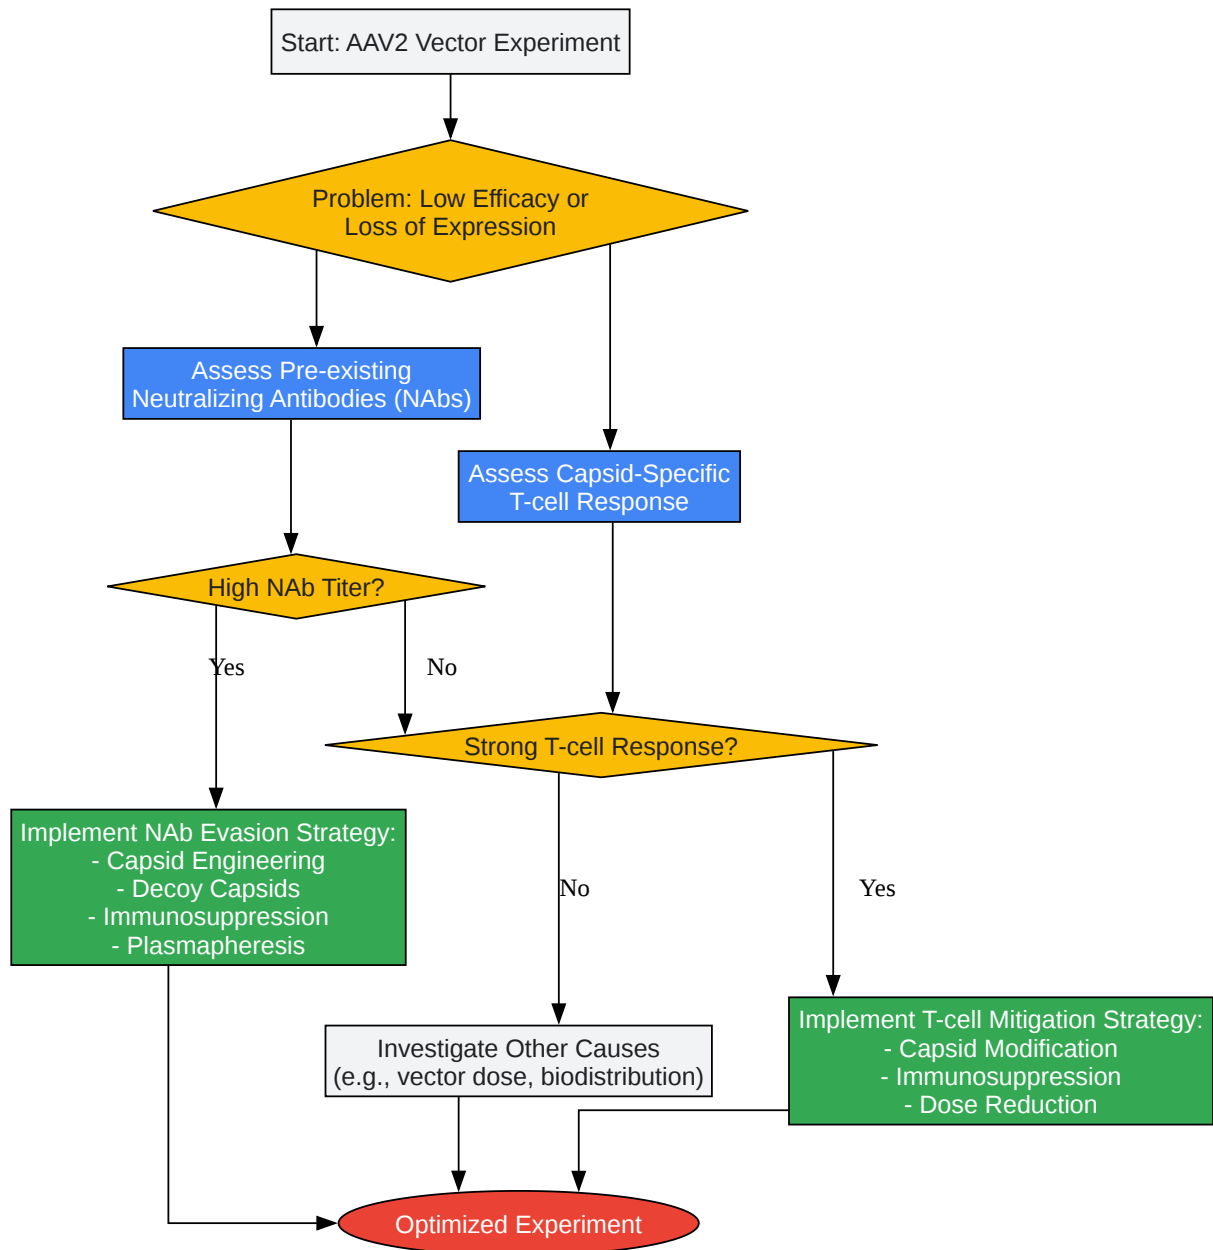 Start: AAV2 Vector Experiment
Problem: Low Efficacy or
Loss of Expression
Assess Pre-existing
Neutralizing Antibodies (NAbs)
Assess Capsid-Specific
T-cell Response
High NAb Titer?
Yes
No
Strong T-cell Response?
Implement NAb Evasion Strategy:
- Capsid Engineering
- Decoy Capsids
- Immunosuppression
- Plasmapheresis
No
Yes
Investigate Other Causes
(e.g., vector dose, biodistribution)
Implement T-cell Mitigation Strategy:
- Capsid Modification
- Immunosuppression
- Dose Reduction
Optimized Experiment